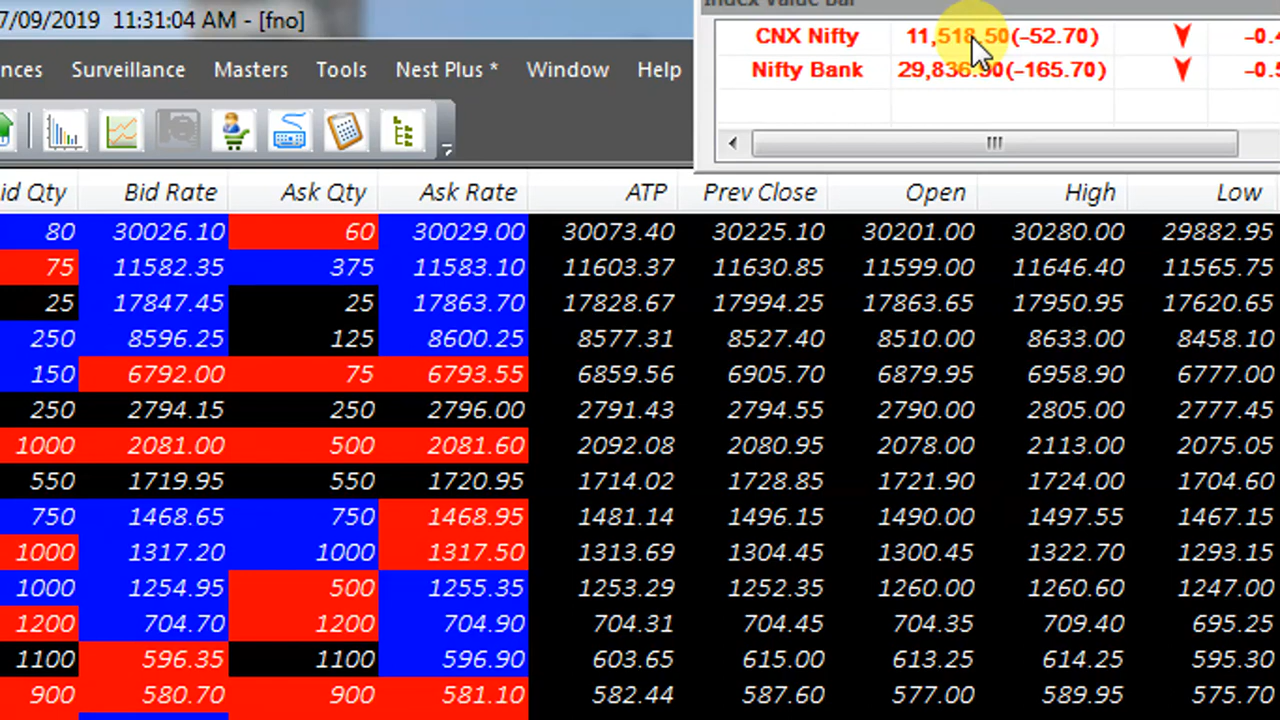 7/09/2019 11:31:04 AM - [fno]
Index Value Bar
CNX Nifty 11,518.50(-52.70) -0.4
Nifty Bank 29,836.90(-165.70) -0.5
nces Surveillance Masters Tools Nest Plus * Window Help
id Qty Bid Rate Ask Qty Ask Rate ATP Prev Close Open High Low
80 30026.10 60 30029.00 30073.40 30225.10 30201.00 30280.00 29882.95
75 11582.35 375 11583.10 11603.37 11630.85 11599.00 11646.40 11565.75
25 17847.45 25 17863.70 17828.67 17994.25 17863.65 17950.95 17620.65
250 8596.25 125 8600.25 8577.31 8527.40 8510.00 8633.00 8458.10
150 6792.00 75 6793.55 6859.56 6905.70 6879.95 6958.90 6777.00
250 2794.15 250 2796.00 2791.43 2794.55 2790.00 2805.00 2777.45
1000 2081.00 500 2081.60 2092.08 2080.95 2078.00 2113.00 2075.05
550 1719.95 550 1720.95 1714.02 1728.85 1721.90 1724.00 1704.60
750 1468.65 750 1468.95 1481.14 1496.15 1490.00 1497.55 1467.15
1000 1317.20 1000 1317.50 1313.69 1304.45 1300.45 1322.70 1293.15
1000 1254.95 500 1255.35 1253.29 1252.35 1260.00 1260.60 1247.00
1200 704.70 1200 704.90 704.31 704.45 704.35 709.40 695.25
1100 596.35 1100 596.90 603.65 615.00 613.25 614.25 595.30
900 580.70 900 581.10 582.44 587.60 577.00 589.95 575.70